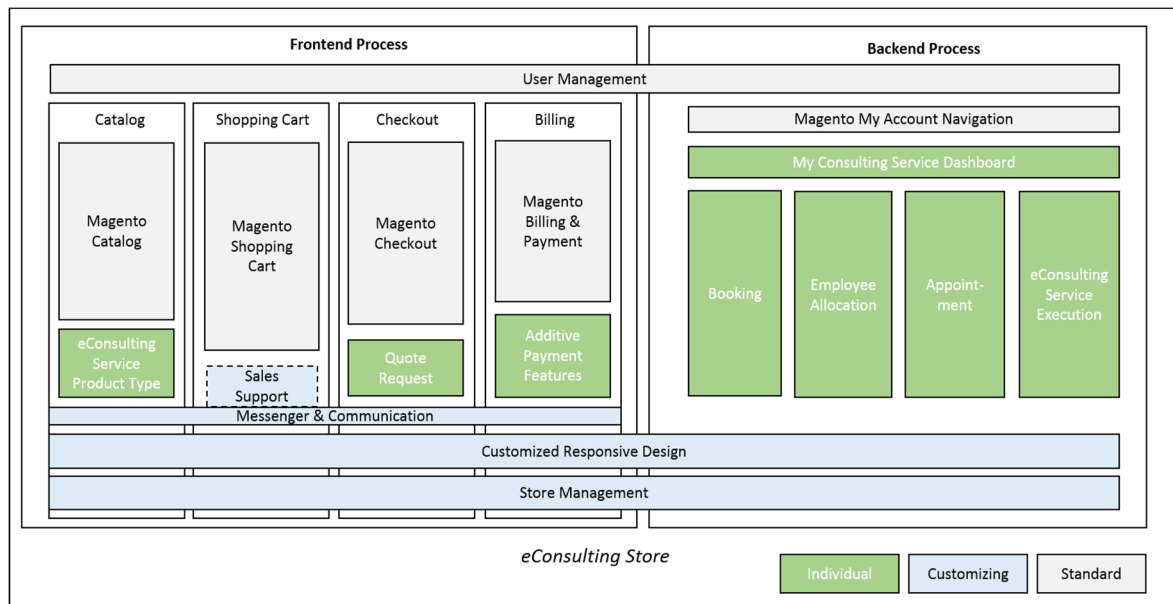 Frontend Process
Backend Process
User Management
Catalog
Shopping Cart
Checkout
Billing
Magento My Account Navigation
Magento
Catalog
Magento
Shopping
Cart
Magento
Checkout
Magento
Billing &
Payment
My Consulting Service Dashboard
Booking
Employee
Allocation
Appoint-
ment
eConsulting
Service
Execution
eConsulting
Service
Product Type
Sales
Support
Quote
Request
Additive
Payment
Features
Messenger & Communication
Customized Responsive Design
Store Management
eConsulting Store
Individual
Customizing
Standard